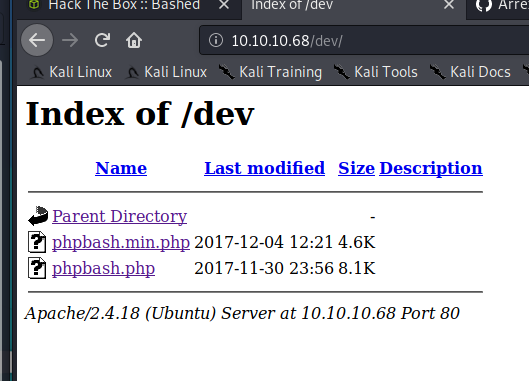 Hack The Box :: Bashed
Index of /dev
Arre
10.10.10.68/dev/
Kali Linux
Kali Linux
Kali Training
Kali Tools
Kali Docs
Index of /dev
Name Last modified Size Description
Parent Directory -
phpbash.min.php 2017-12-04 12:21 4.6K
phpbash.php 2017-11-30 23:56 8.1K
Apache/2.4.18 (Ubuntu) Server at 10.10.10.68 Port 80